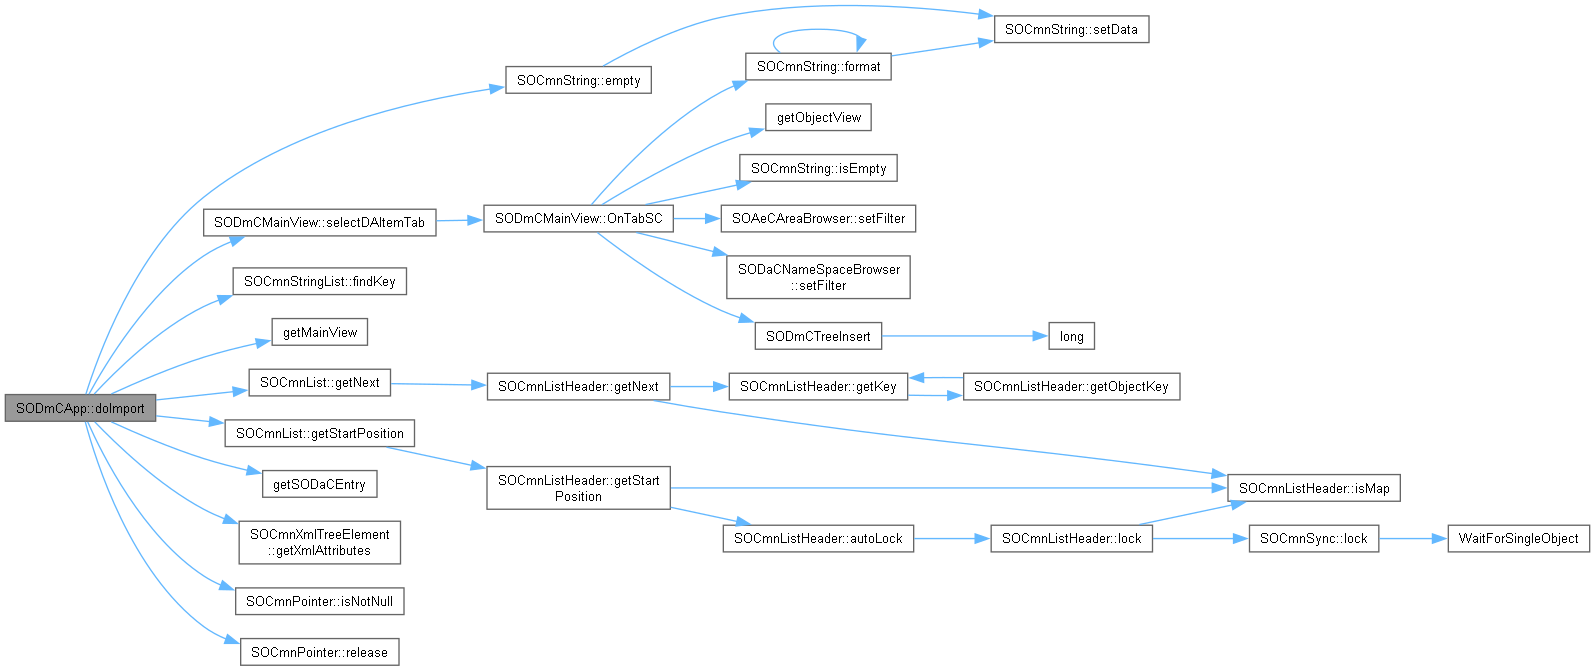 SOCmnString::setData
SOCmnString::format
SOCmnString::empty
getObjectView
SOCmnString::isEmpty
SODmCMainView::selectDAItemTab
SODmCMainView::OnTabSC
SOAeCAreaBrowser::setFilter
SODaCNameSpaceBrowser
::setFilter
SOCmnStringList::findKey
getMainView
SODmCTreeInsert
long
SOCmnList::getNext
SOCmnListHeader::getNext
SOCmnListHeader::getKey
SOCmnListHeader::getObjectKey
SODmCApp::doImport
SOCmnList::getStartPosition
SOCmnListHeader::getStart
Position
SOCmnListHeader::isMap
getSODaCEntry
SOCmnXmlTreeElement
::getXmlAttributes
SOCmnListHeader::autoLock
SOCmnListHeader::lock
SOCmnSync::lock
WaitForSingleObject
SOCmnPointer::isNotNull
SOCmnPointer::release